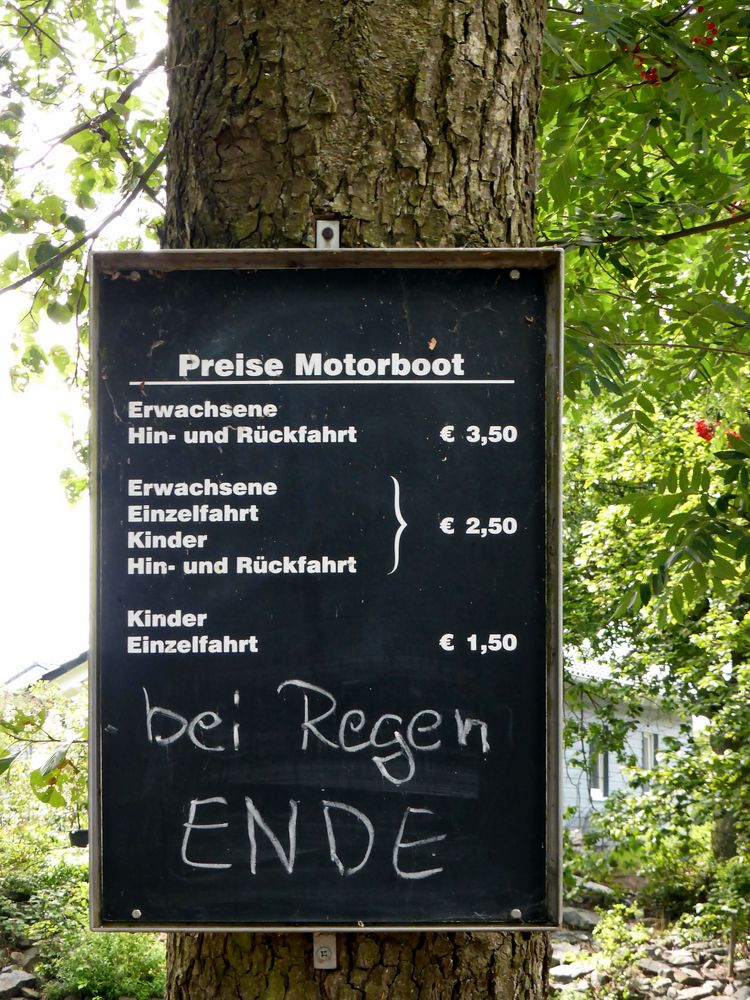 Preise Motorboot
Erwachsene
Hin- und Rückfahrt € 3,50
Erwachsene
Einzelfahrt
Kinder
Hin- und Rückfahrt
} € 2,50
Kinder
Einzelfahrt € 1,50
bei Regen
ENDE